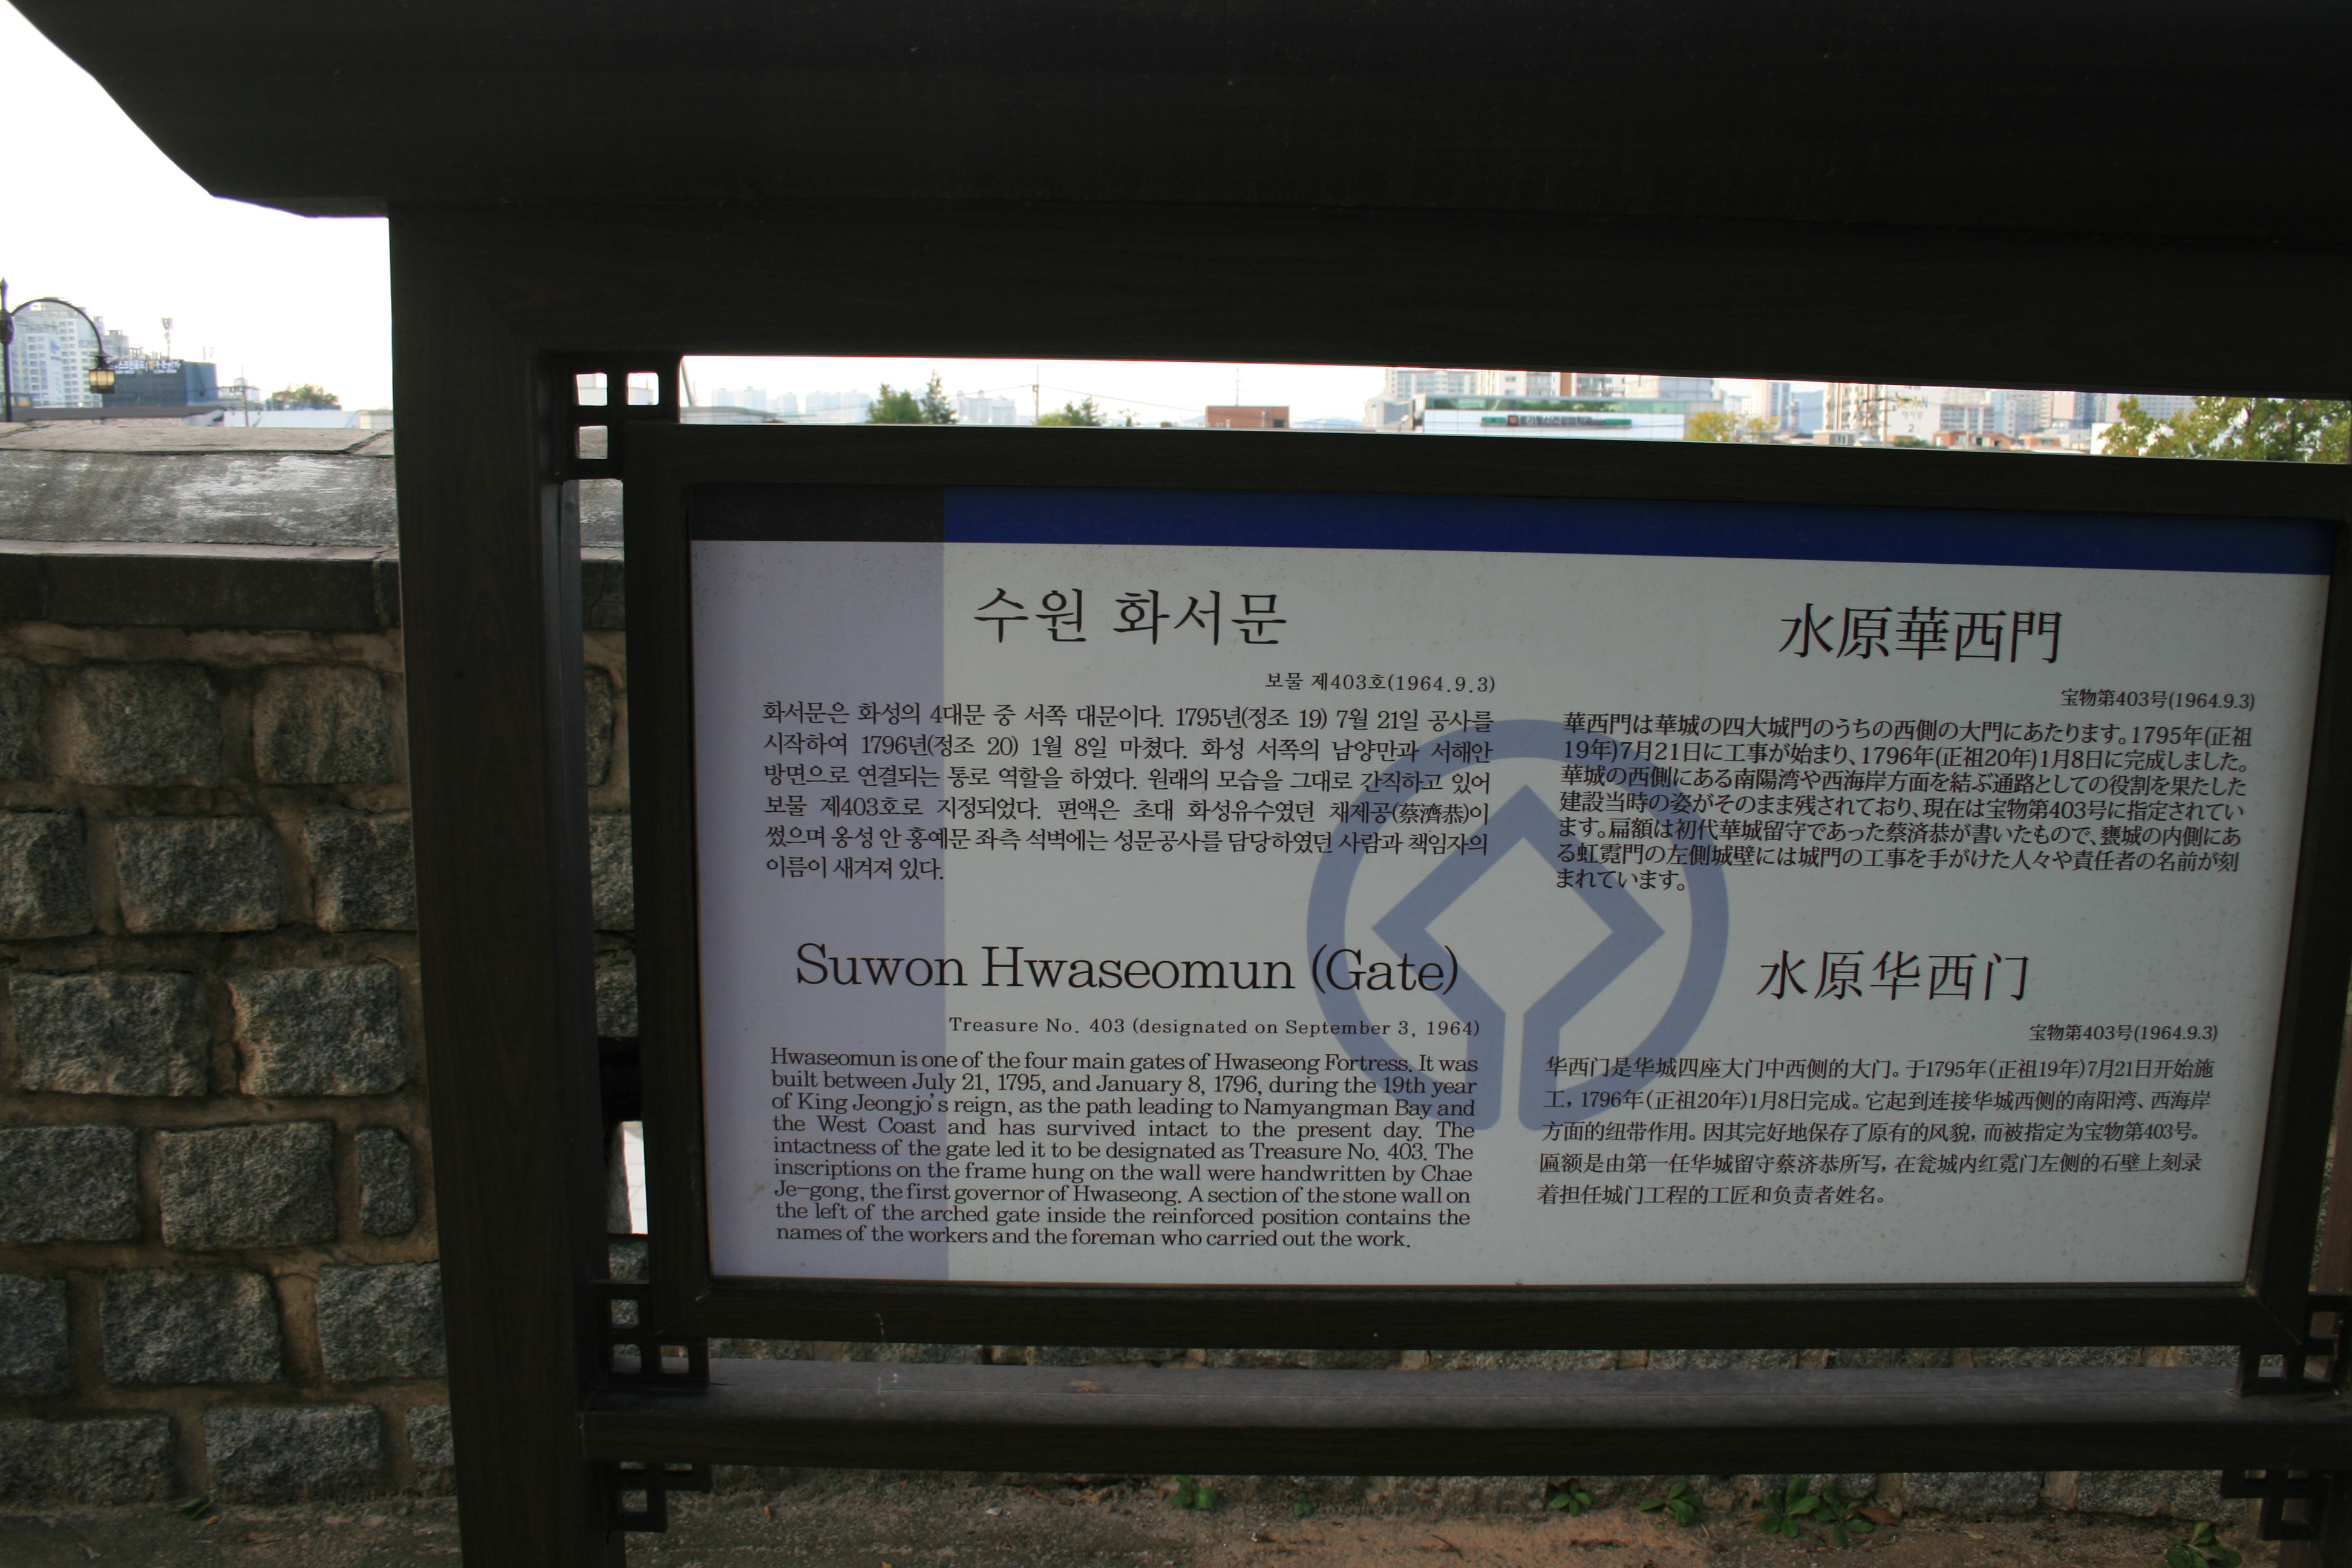 수원 화서문
보물 제403호(1964.9.3)
화서문은 화성의 4대문 중 서쪽 대문이다. 1795년(정조 19) 7월 21일 공사를
시작하여 1796년(정조 20) 1월 8일 마쳤다. 화성 서쪽의 남양만과 서해안
방면으로 연결되는 통로 역할을 하였다. 원래의 모습을 그대로 간직하고 있어
보물 제403호로 지정되었다. 편액은 초대 화성유수였던 채제공(蔡濟恭)이
썼으며 옹성 안 홍예문 좌측 석벽에는 성문공사를 담당하였던 사람과 책임자의
이름이 새겨져 있다.
Suwon Hwaseomun (Gate)
Treasure No. 403 (designated on September 3, 1964)
Hwaseomun is one of the four main gates of Hwaseong Fortress. It was
built between July 21, 1795, and January 8, 1796, during the 19th year
of King Jeongjo's reign, as the path leading to Namyangman Bay and
the West Coast and has survived intact to the present day. The
intactness of the gate led it to be designated as Treasure No. 403. The
inscriptions on the frame hung on the wall were handwritten by Chae
Je-gong, the first governor of Hwaseong. A section of the stone wall on
the left of the arched gate inside the reinforced position contains the
names of the workers and the foreman who carried out the work.
水原華西門
宝物第403号(1964.9.3)
華西門は華城の四大城門のうちの西側の大門にあたります。1795年(正祖
19年)7月21日に工事が始まり、1796年(正祖20年)1月8日に完成しました。
華城の西側にある南陽湾や西海岸方面を結ぶ通路としての役割を果たした
建設当時の姿がそのまま残されており、現在は宝物第403号に指定されてい
ます。扁額は初代華城留守であった蔡済恭が書いたもので、甕城の内側にあ
る虹霓門の左側城壁には城門の工事を手がけた人々や責任者の名前が刻
まれています。
水原华西门
宝物第403号(1964.9.3)
华西门是华城四座大门中西侧的大门。于1795年(正祖19年)7月21日开始施
工，1796年(正祖20年)1月8日完成。它起到连接华城西侧的南阳湾、西海岸
方面的纽带作用。因其完好地保存了原有的风貌，而被指定为宝物第403号。
匾额是由第一任华城留守蔡济恭所写，在瓮城内红霓门左侧的石壁上刻录
着担任城门工程的工匠和负责者姓名。